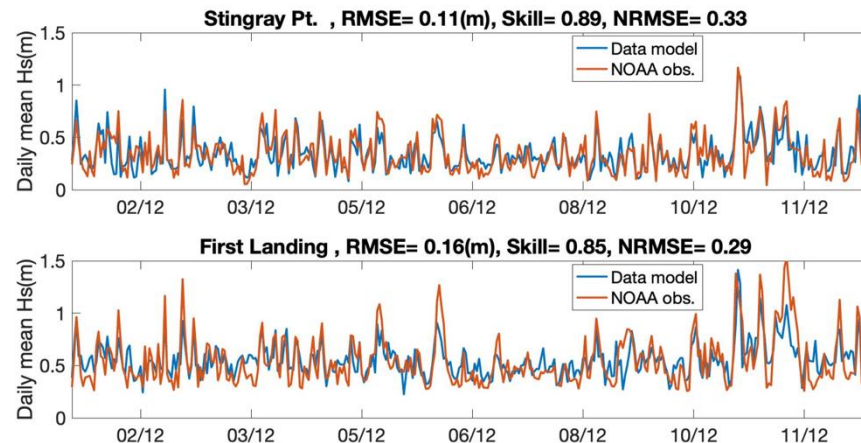 Stingray Pt. , RMSE= 0.11(m), Skill= 0.89, NRMSE= 0.33
Daily mean Hs(m)
1.5
1
0.5
0
Data model
NOAA obs.
02/12 03/12 05/12 06/12 08/12 10/12 11/12
First Landing , RMSE= 0.16(m), Skill= 0.85, NRMSE= 0.29
Daily mean Hs(m)
1.5
1
0.5
0
Data model
NOAA obs.
02/12 03/12 05/12 06/12 08/12 10/12 11/12